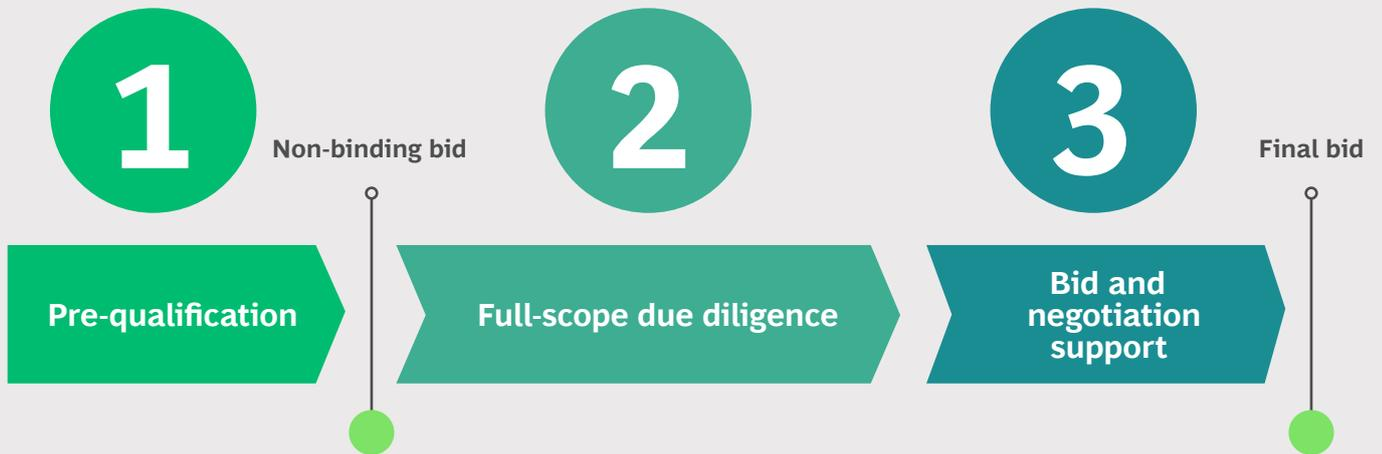 1
Non-binding bid
2
3
Final bid
Pre-qualification
Full-scope due diligence
Bid and
negotiation
support